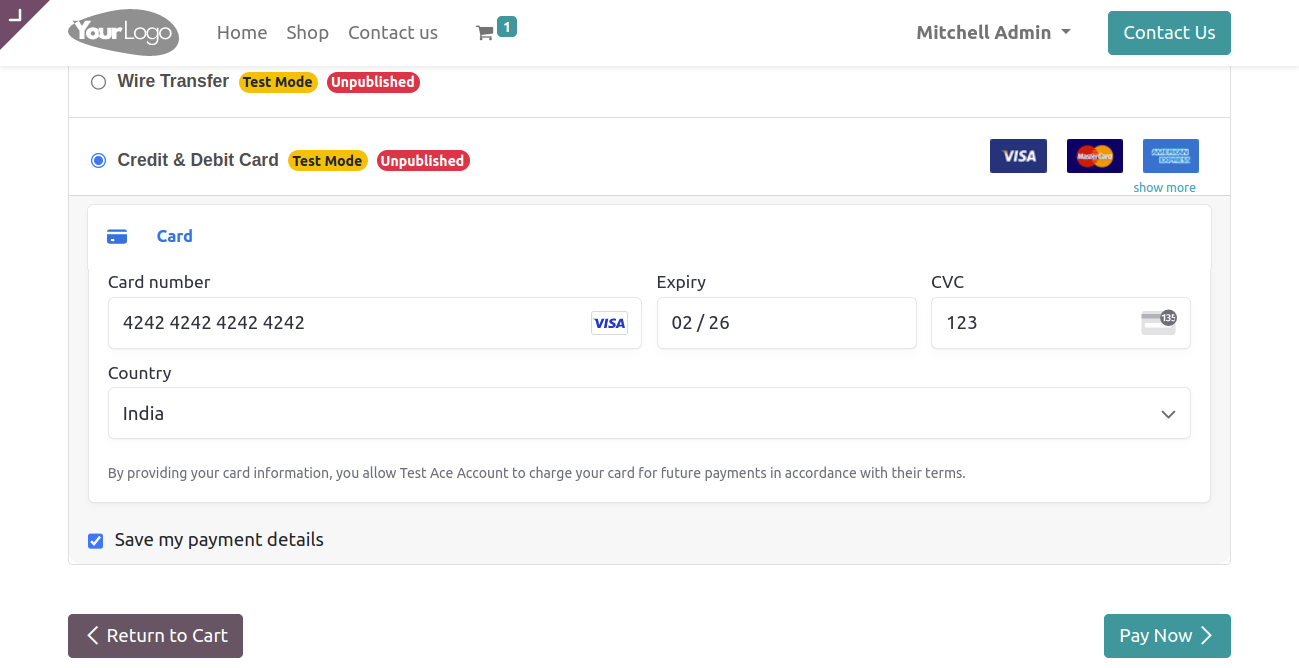 YourLogo Home Shop Contact us 1 Mitchell Admin Contact Us
Wire Transfer Test Mode Unpublished
Credit & Debit Card Test Mode Unpublished VISA MasterCard AMERICAN EXPRESS
show more
Card
Card number Expiry CVC
4242 4242 4242 4242 VISA 02 / 26 123 135
Country
India
By providing your card information, you allow Test Ace Account to charge your card for future payments in accordance with their terms.
Save my payment details
Return to Cart Pay Now